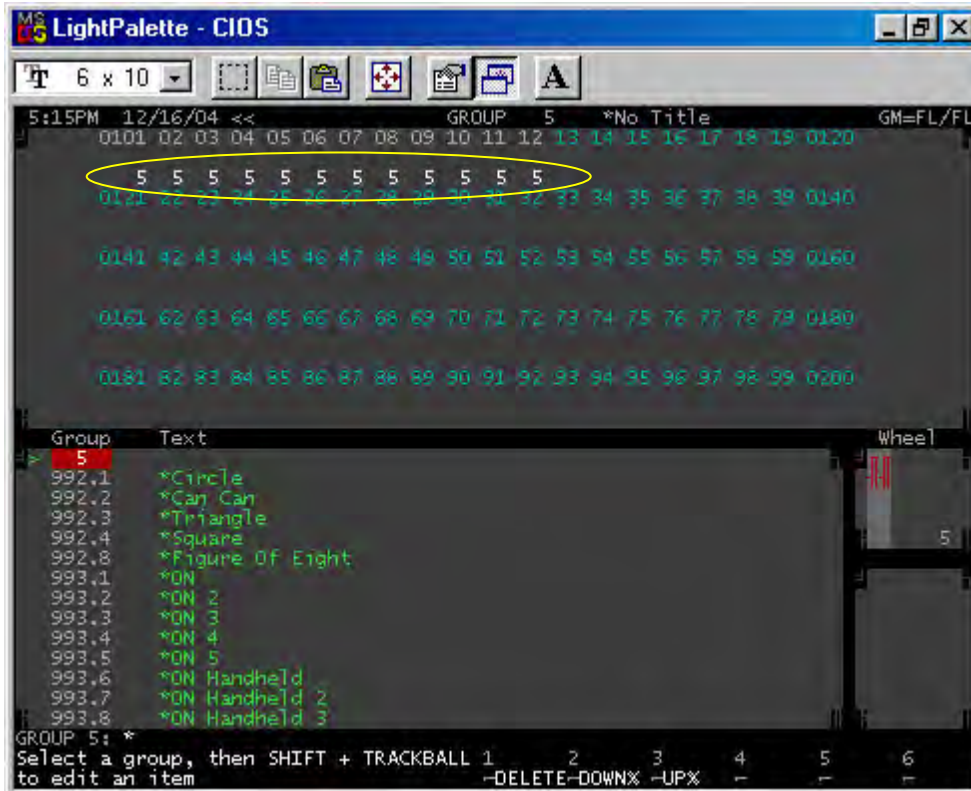 LightPalette - CIOS
6 x 10
A
5:15PM 12/16/04 << GROUP 5 *No Title GM=FL/FL
0101 02 03 04 05 06 07 08 09 10 11 12 13 14 15 16 17 18 19 0120
5 5 5 5 5 5 5 5 5 5 5 5
0121 22 23 24 25 26 27 28 29 30 31 32 33 34 35 36 37 38 39 0140
0141 42 43 44 45 46 47 48 49 50 51 52 53 54 55 56 57 58 59 0160
0161 62 63 64 65 66 67 68 69 70 71 72 73 74 75 76 77 78 79 0180
0181 82 83 84 85 86 87 88 89 90 91 92 93 94 95 96 97 98 99 0200
Group Text Wheel
> 5
992.1 *Circle
992.2 *Can Can
992.3 *Triangle
992.4 *Square 5
992.8 *Figure Of Eight
993.1 *ON
993.2 *ON 2
993.3 *ON 3
993.4 *ON 4
993.5 *ON 5
993.6 *ON Handheld
993.7 *ON Handheld 2
993.8 *ON Handheld 3
GROUP 5: *
Select a group, then SHIFT + TRACKBALL 1 2 3 4 5 6
to edit an item DELETE DOWN% UP%